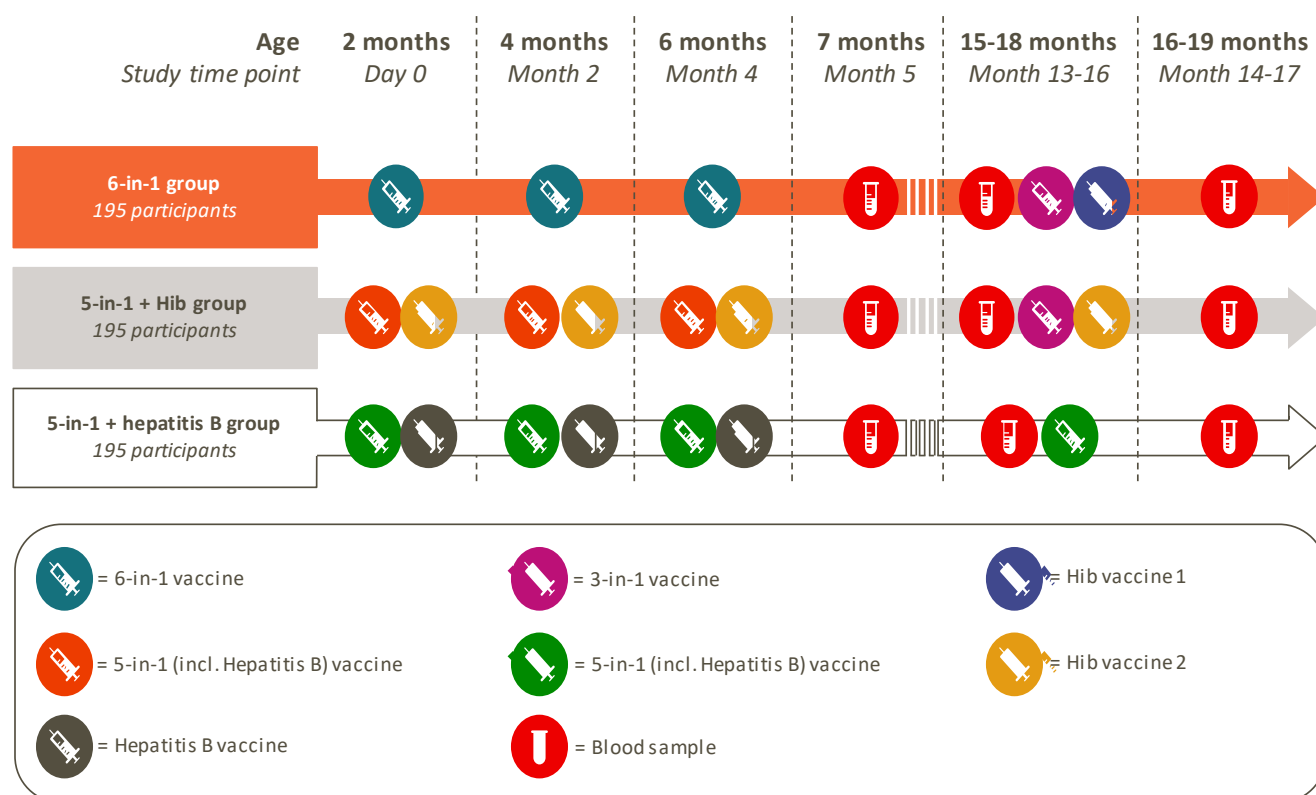 Age 2 months 4 months 6 months 7 months 15-18 months 16-19 months
Study time point Day 0 Month 2 Month 4 Month 5 Month 13-16 Month 14-17
6-in-1 group
195 participants
5-in-1 + Hib group
195 participants
5-in-1 + hepatitis B group
195 participants
= 6-in-1 vaccine
= 3-in-1 vaccine
= Hib vaccine 1
= 5-in-1 (incl. Hepatitis B) vaccine
= 5-in-1 (incl. Hepatitis B) vaccine
= Hib vaccine 2
= Hepatitis B vaccine
= Blood sample